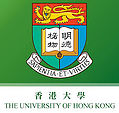 明德
格物
SAPIENTIA ET VIRTUS
香港大學
THE UNIVERSITY OF HONG KONG